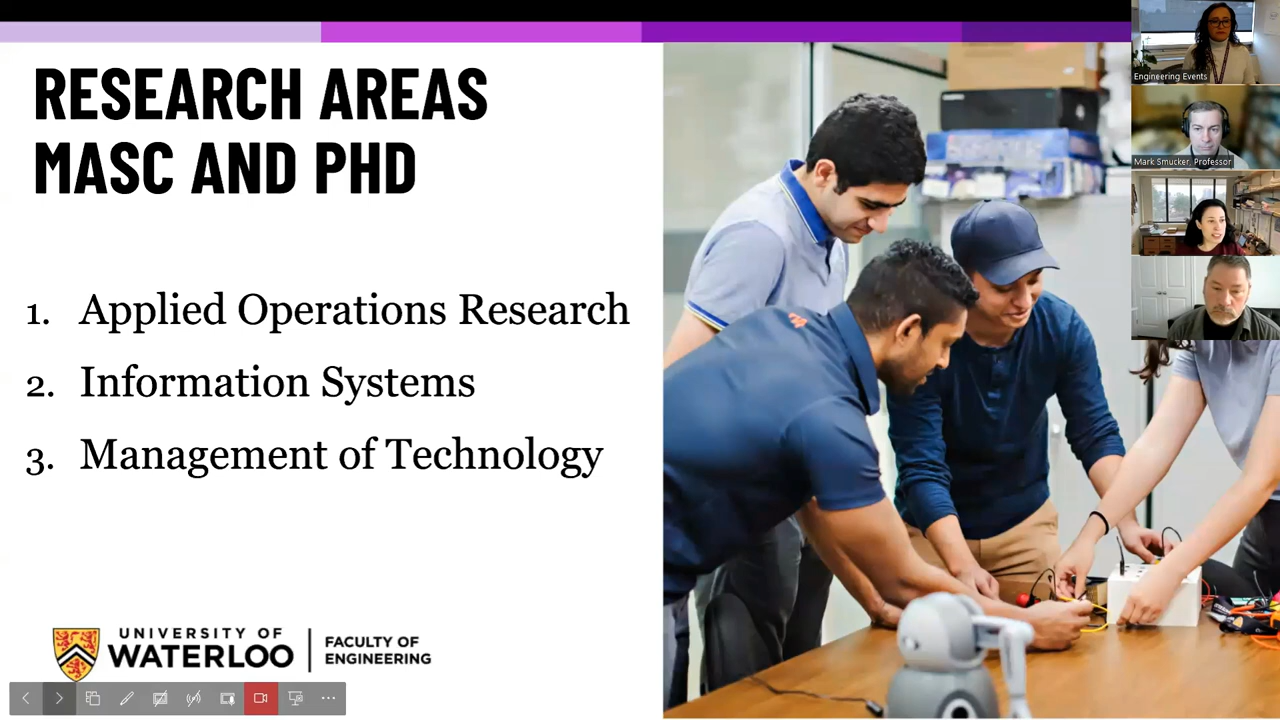 RESEARCH AREAS
MASC AND PHD
1. Applied Operations Research
2. Information Systems
3. Management of Technology
UNIVERSITY OF
WATERLOO
FACULTY OF
ENGINEERING
Engineering Events
Mark Smucker, Professor